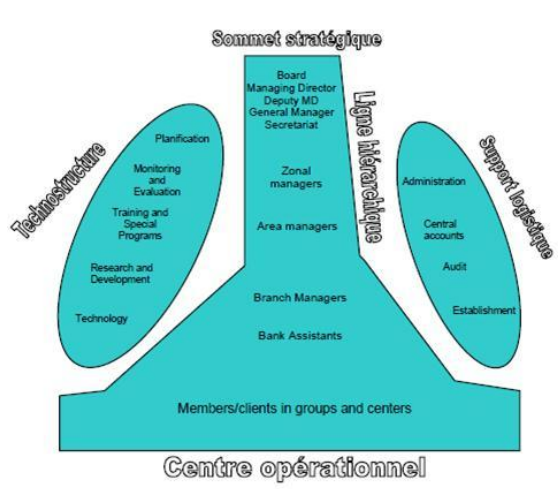 Sommet stratégique
Board
Managing Director
Deputy MD
General Manager
Secretariat
Ligne hiérarchique
Technostructure
Planification
Monitoring
and
Evaluation
Training and
Special
Programs
Research and
Development
Technology
Zonal
managers
Area managers
Support logistique
Administration
Central
accounts
Audit
Establishment
Branch Managers
Bank Assistants
Members/clients in groups and centers
Centre opérationnel